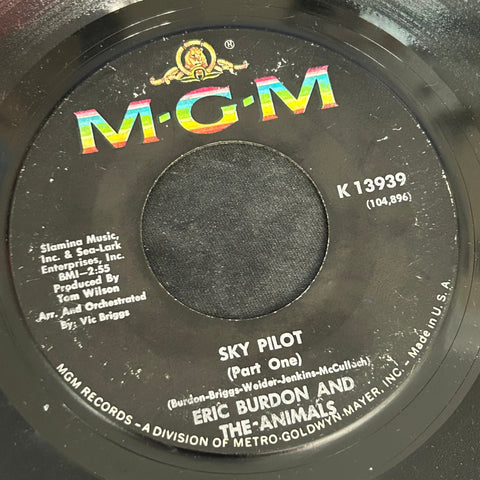 ®
M·G·M
K 13939
(104,896)
Slamina Music,
Inc. & Sea-Lark
Enterprises, Inc.
BMI—2:55
Produced By
Tom Wilson
Arr. And Orchestrated
By: Vic Briggs
SKY PILOT
(Part One)
(Burdon-Briggs-Weider-Jenkins-McCulloch)
ERIC BURDON AND
THE ANIMALS
MGM RECORDS — A DIVISION OF METRO-GOLDWYN-MAYER, INC. — Made in U.S.A.